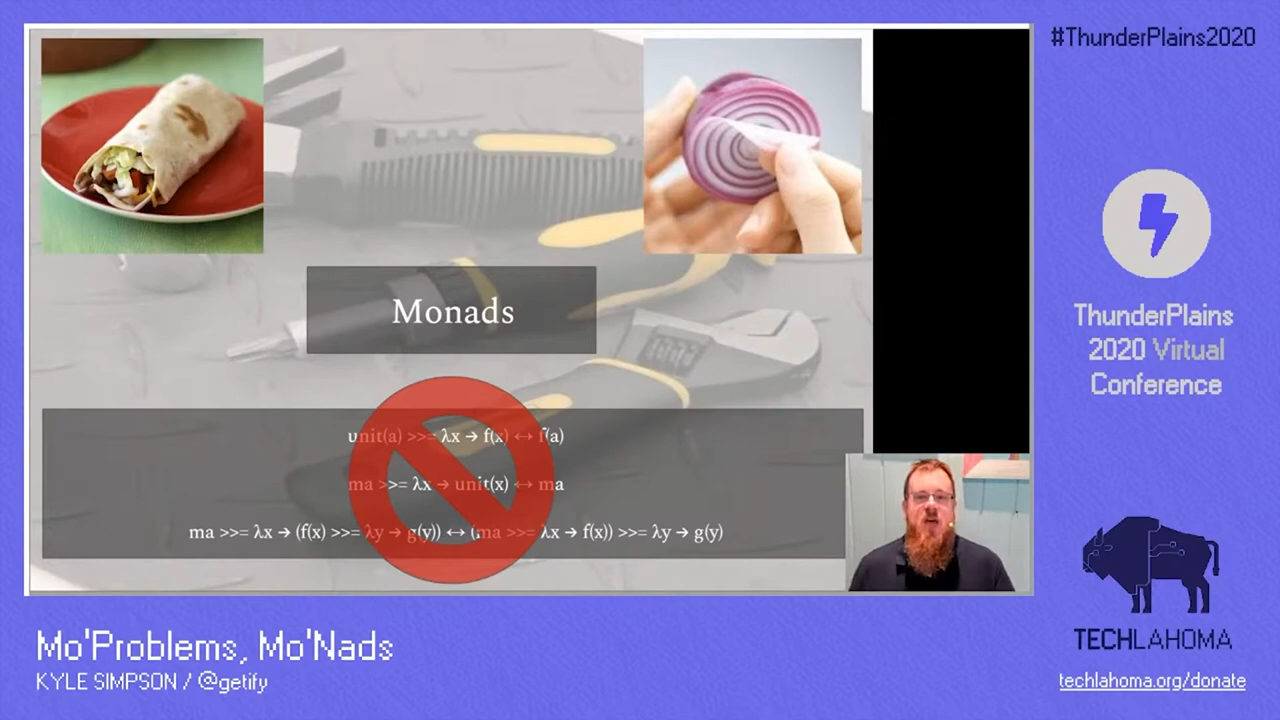 #ThunderPlains2020
Monads
unit(a) >>= λx → f(x) ↔ f(a)
ma >>= λx → unit(x) ↔ ma
ma >>= λx → (f(x) >>= λy → g(y)) ↔ (ma >>= λx → f(x)) >>= λy → g(y)
ThunderPlains
2020 Virtual
Conference
Mo'Problems, Mo'Nads
KYLE SIMPSON / @getify
TECHLAHOMA
techlahoma.org/donate